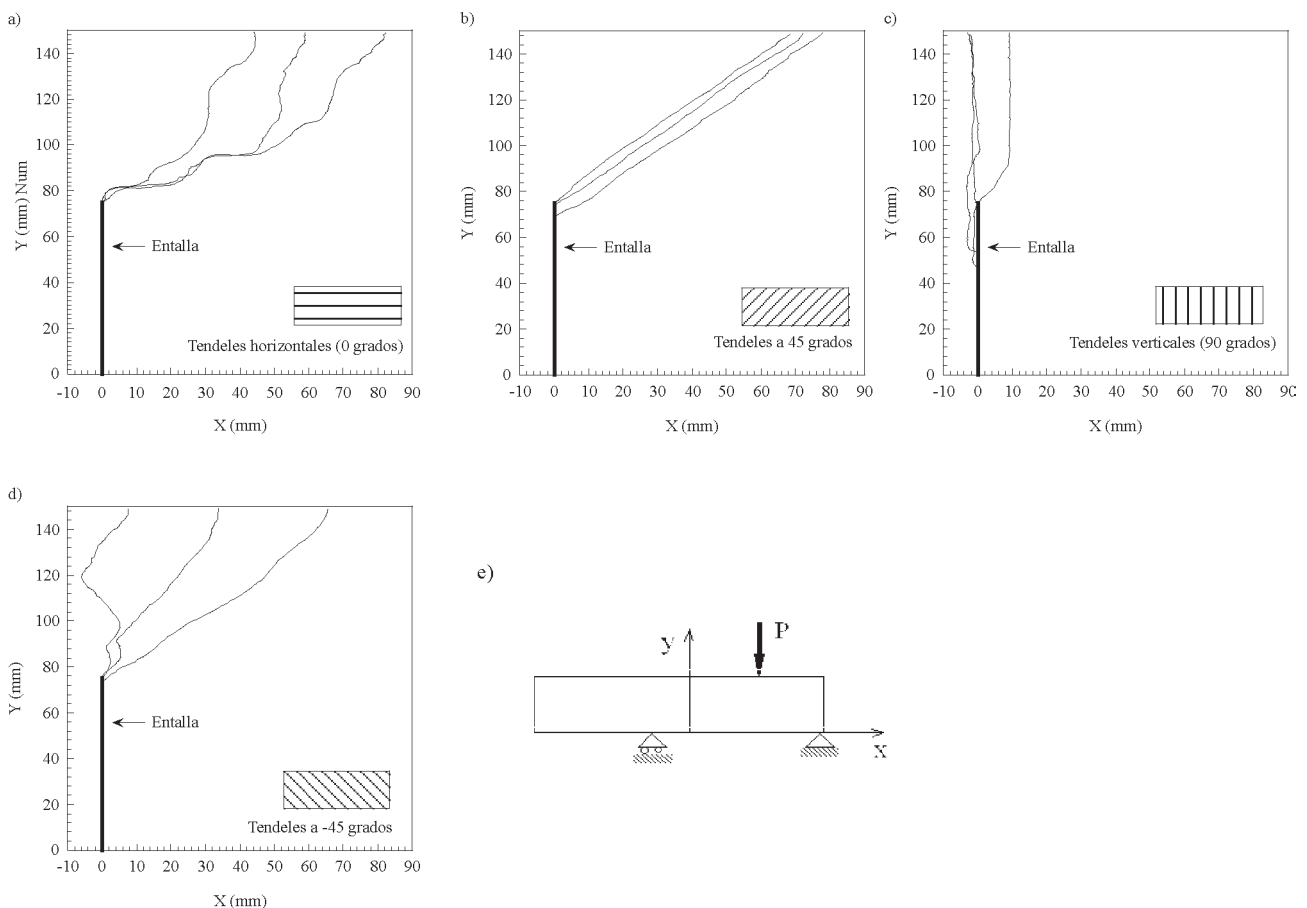 a)
140
120
100
80
60
40
20
0
Y (mm) Num
Entalla
Tendeles horizontales (0 grados)
-10 0 10 20 30 40 50 60 70 80 90
X (mm)
b)
140
120
100
80
60
40
20
0
Y (mm)
Entalla
Tendeles a 45 grados
-10 0 10 20 30 40 50 60 70 80 90
X (mm)
c)
140
120
100
80
60
40
20
0
Y (mm)
Entalla
Tendeles verticales (90 grados)
-10 0 10 20 30 40 50 60 70 80 90
X (mm)
d)
140
120
100
80
60
40
20
0
Y (mm)
Entalla
Tendeles a -45 grados
-10 0 10 20 30 40 50 60 70 80 90
X (mm)
e)
y
P
x